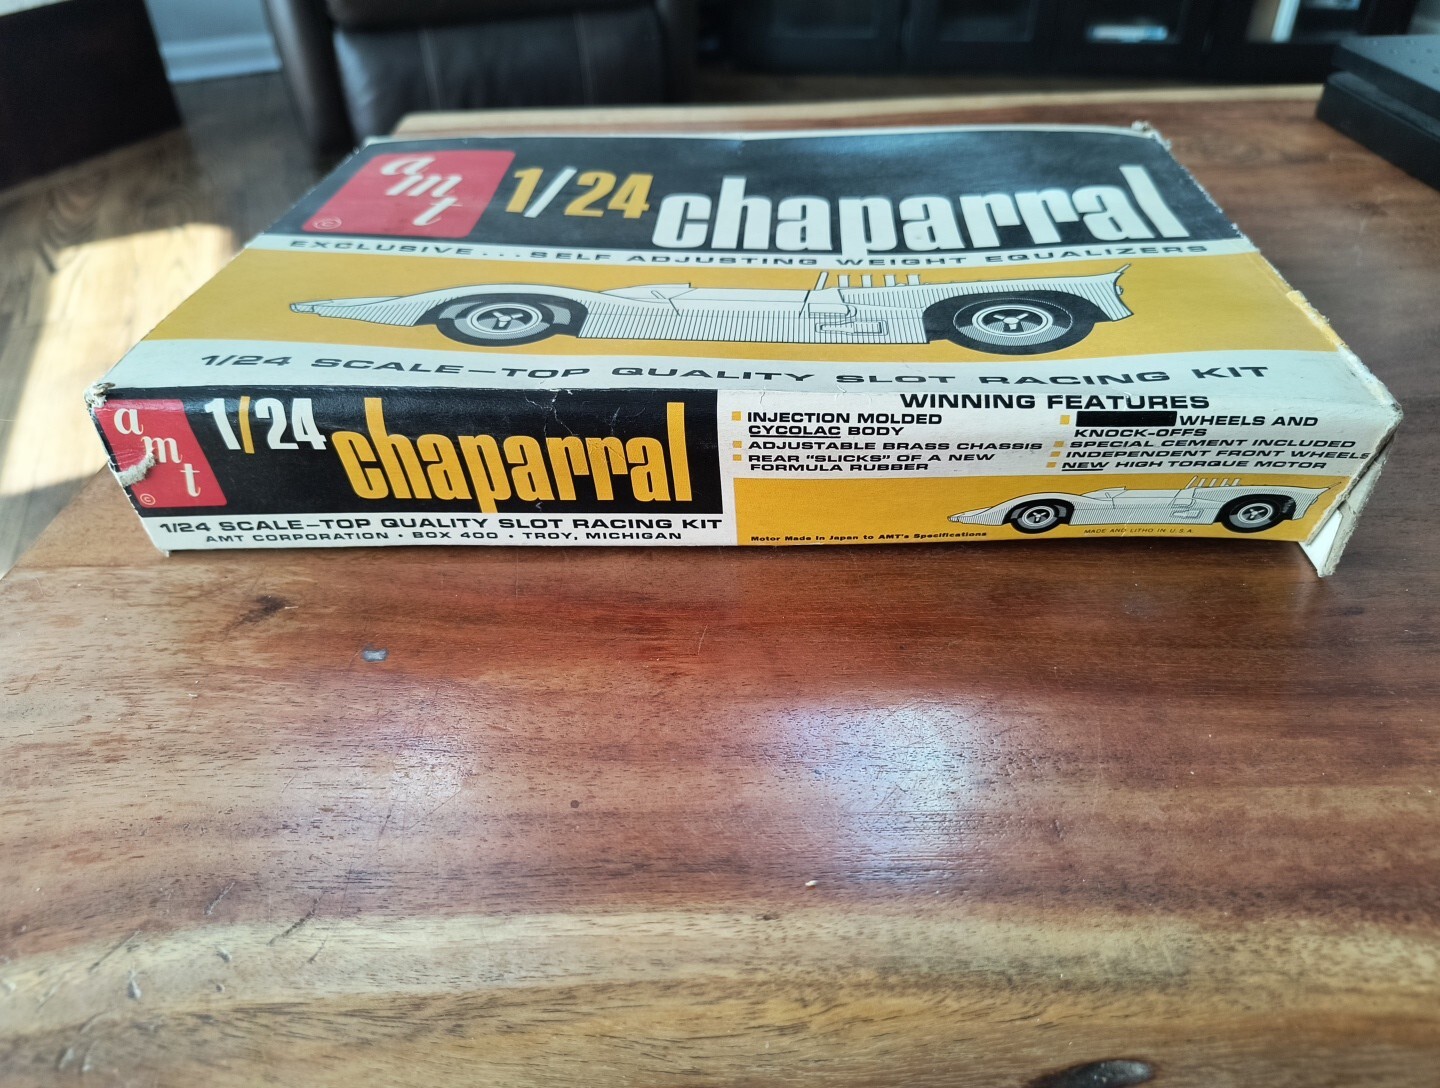 amt
©
1/24 chaparral
EXCLUSIVE...SELF ADJUSTING WEIGHT EQUALIZERS
1/24 SCALE—TOP QUALITY SLOT RACING KIT
amt
©
1/24 chaparral
1/24 SCALE—TOP QUALITY SLOT RACING KIT
AMT CORPORATION • BOX 400 • TROY, MICHIGAN
WINNING FEATURES
INJECTION MOLDED
CYCOLAC BODY
ADJUSTABLE BRASS CHASSIS
REAR "SLICKS" OF A NEW
FORMULA RUBBER
WHEELS AND
KNOCK-OFFS
SPECIAL CEMENT INCLUDED
INDEPENDENT FRONT WHEELS
NEW HIGH TORQUE MOTOR
Motor Made in Japan to AMT's Specifications
MADE AND LITHO IN U.S.A.